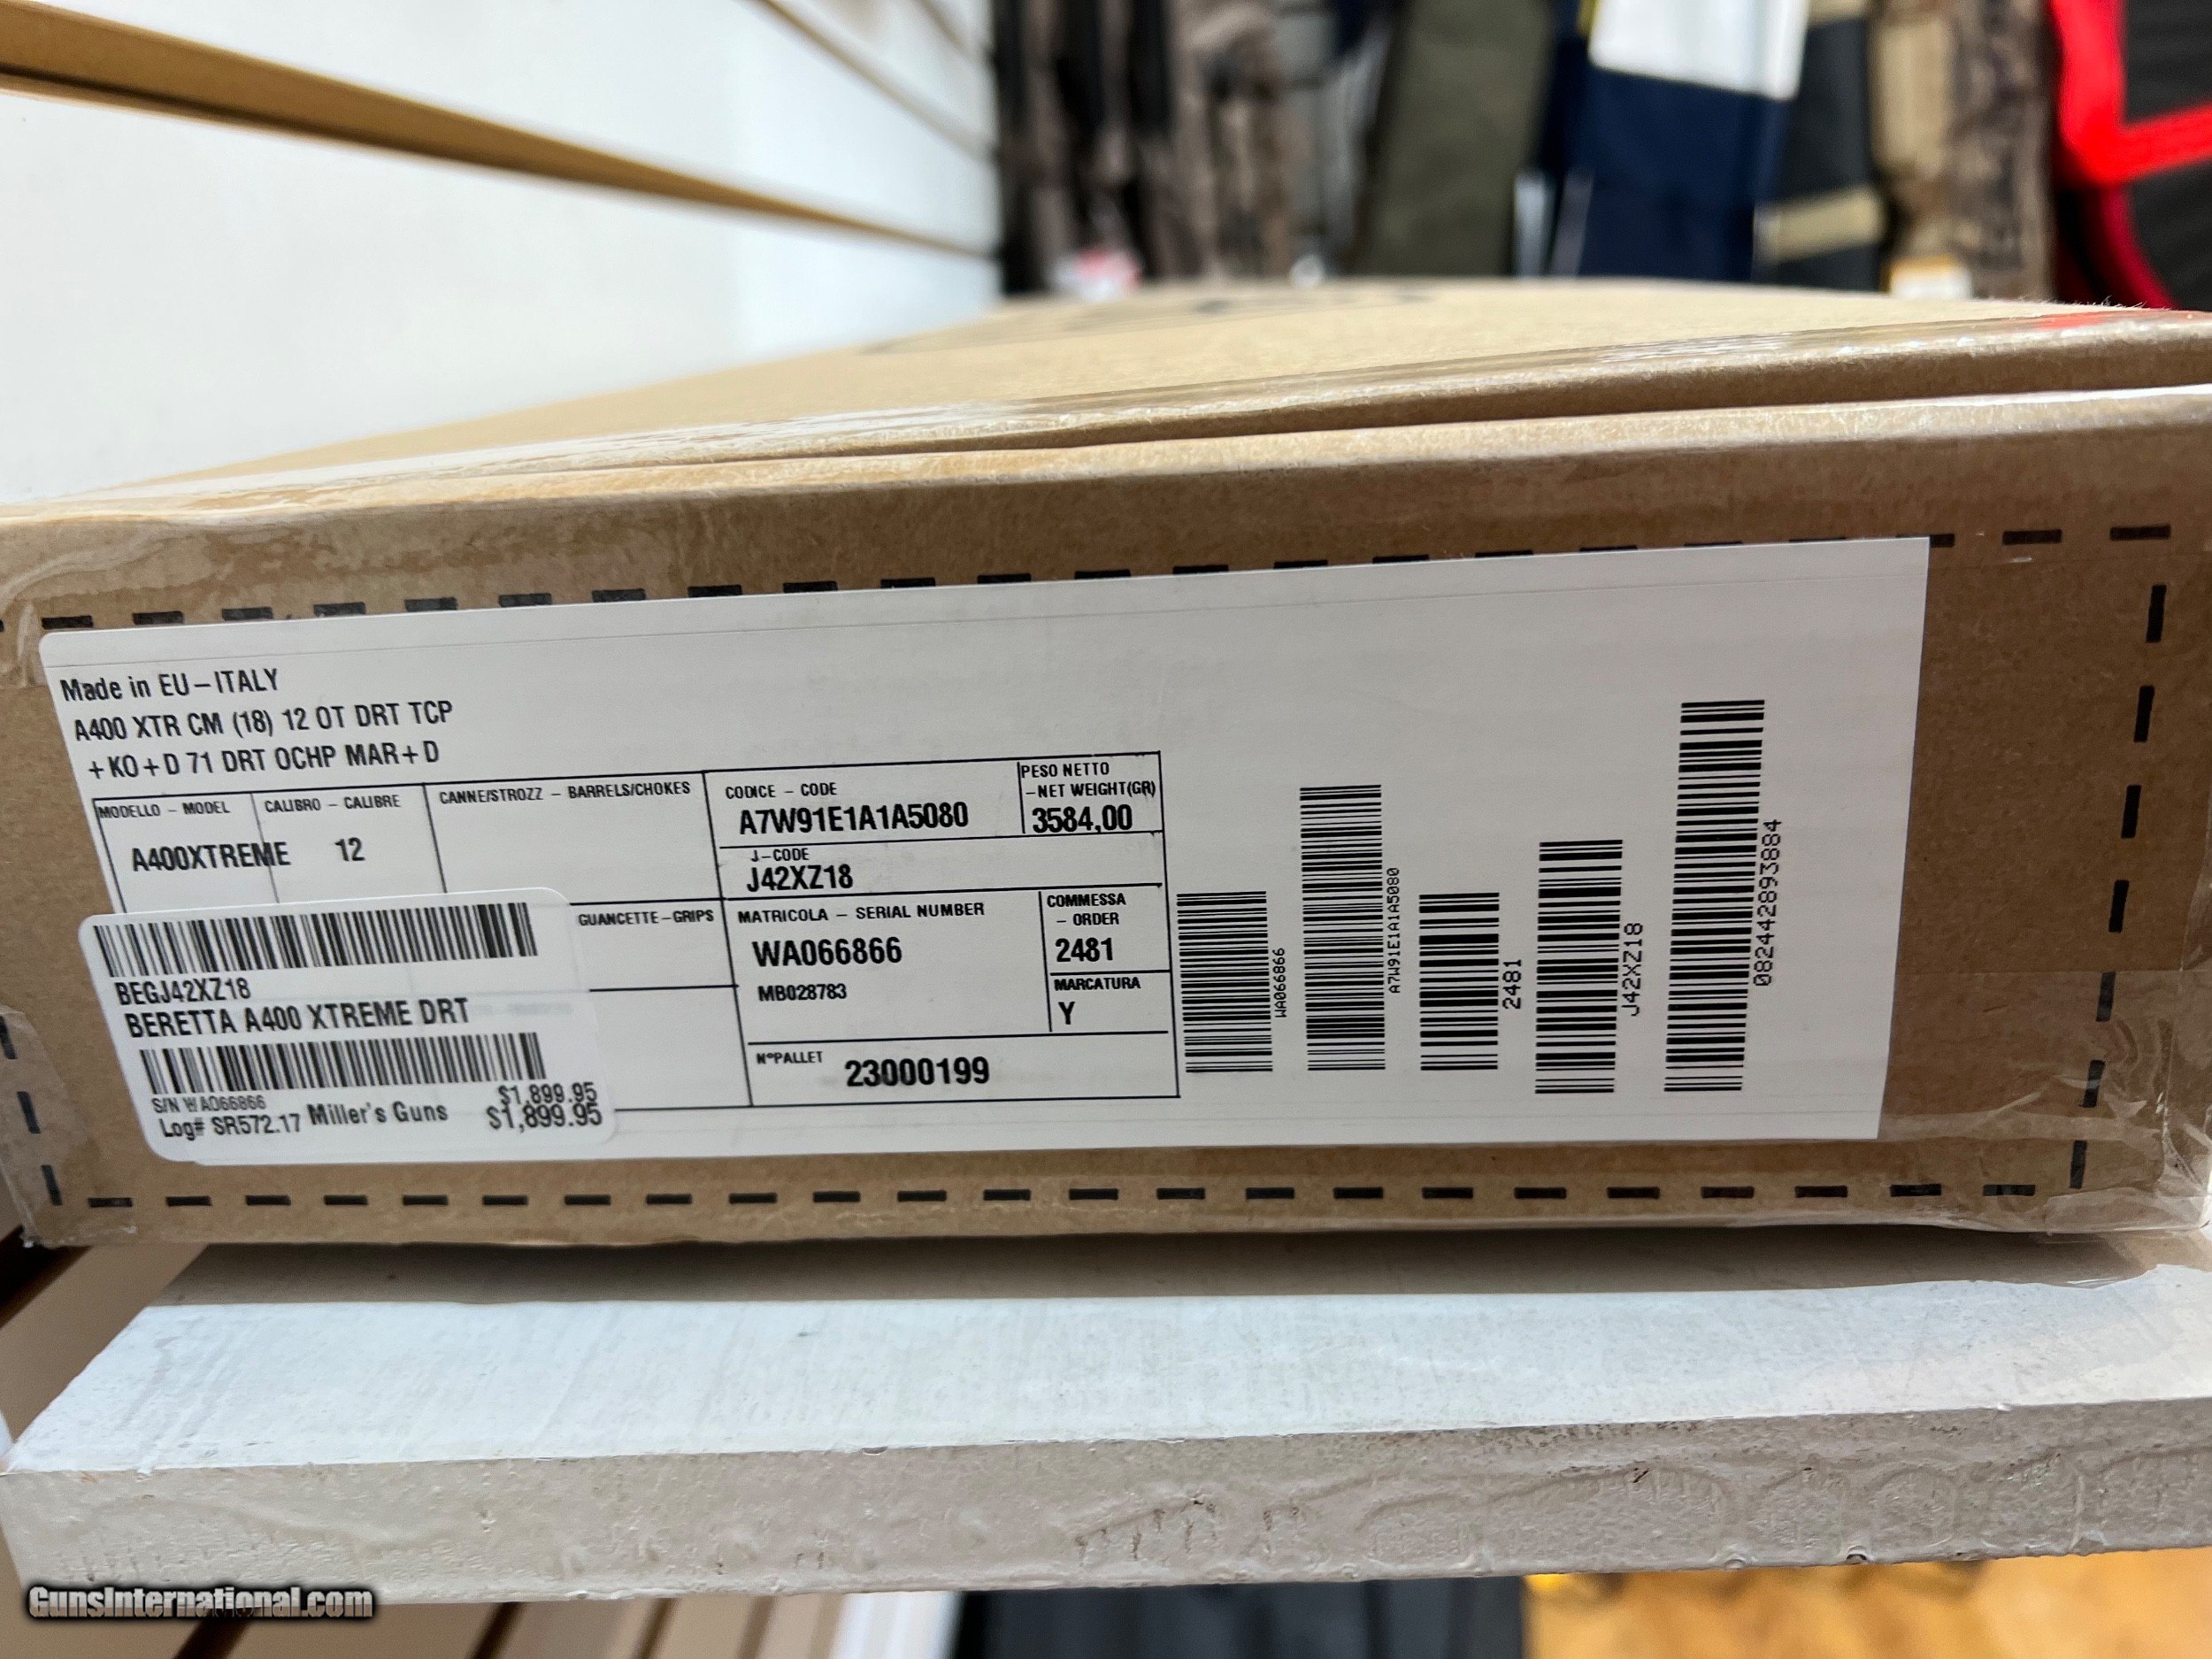 Made in EU-ITALY
A400 XTR CM (18) 12 OT DRT TCP
+KO+D 71 DRT OCHP MAR+D
MODELLO - MODEL
A400XTREME
CALIBRO - CALIBRE
12
CANNE/STROZZ - BARRELS/CHOKES
CODICE - CODE
A7W91E1A1A5080
PESO NETTO
-NET WEIGHT(GR)
3584,00
J-CODE
J42XZ18
GUANCETTE-GRIPS
MATRICOLA - SERIAL NUMBER
WA066866
MB028783
COMMESSA
- ORDER
2481
MARCATURA
Y
N°PALLET 23000199
BEGJ42XZ18
BERETTA A400 XTREME DRT
S/N WA066866
$1,899.95
Log# SR572.17 Miller's Guns
$1,899.95
WA066866
A7W91E1A1A5080
2481
J42XZ18
082442893884
GunsInternational.com